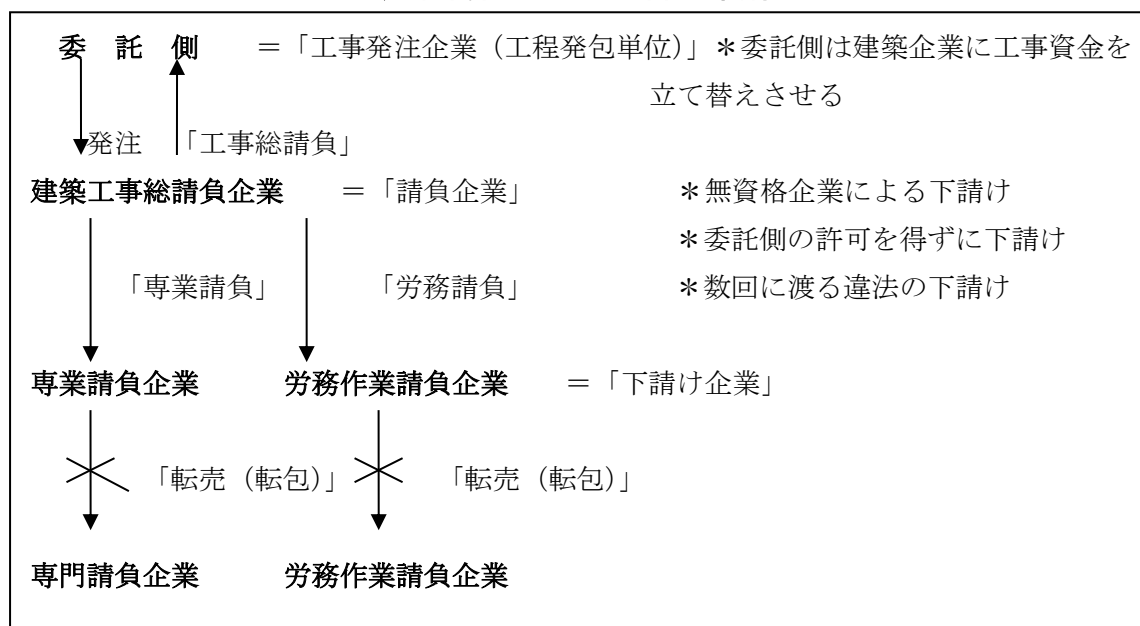 委 託 側 ＝「工事発注企業（工程発包単位）」＊委託側は建築企業に工事資金を
立て替えさせる
発注 「工事総請負」
建築工事総請負企業 ＝「請負企業」 ＊無資格企業による下請け
＊委託側の許可を得ずに下請け
「専業請負」 「労務請負」 ＊数回に渡る違法の下請け
専業請負企業 労務作業請負企業 ＝「下請け企業」
「転売（転包）」 「転売（転包）」
専門請負企業 労務作業請負企業